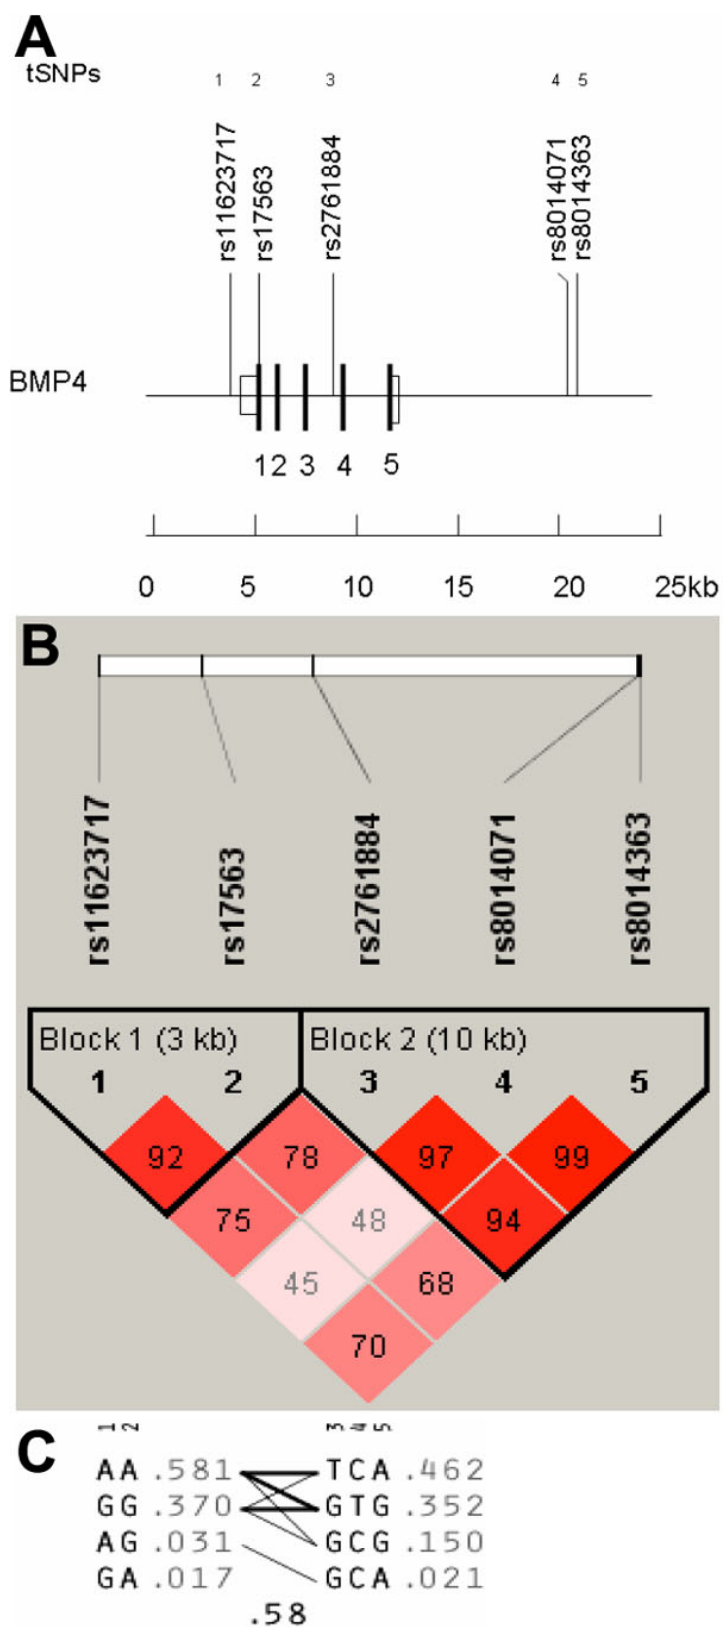 A
tSNPs
1 2 3 4 5
rs11623717
rs17563
rs2761884
rs8014071
rs8014363
BMP4
1 2 3 4 5
0 5 10 15 20 25kb
B
rs11623717
rs17563
rs2761884
rs8014071
rs8014363
Block 1 (3 kb) Block 2 (10 kb)
1 2 3 4 5
92 78 97 99
75 48 94
45 68
70
C
1 2 3 4 5
AA .581 TCA .462
GG .370 GTG .352
AG .031 GCG .150
GA .017 GCA .021
.58